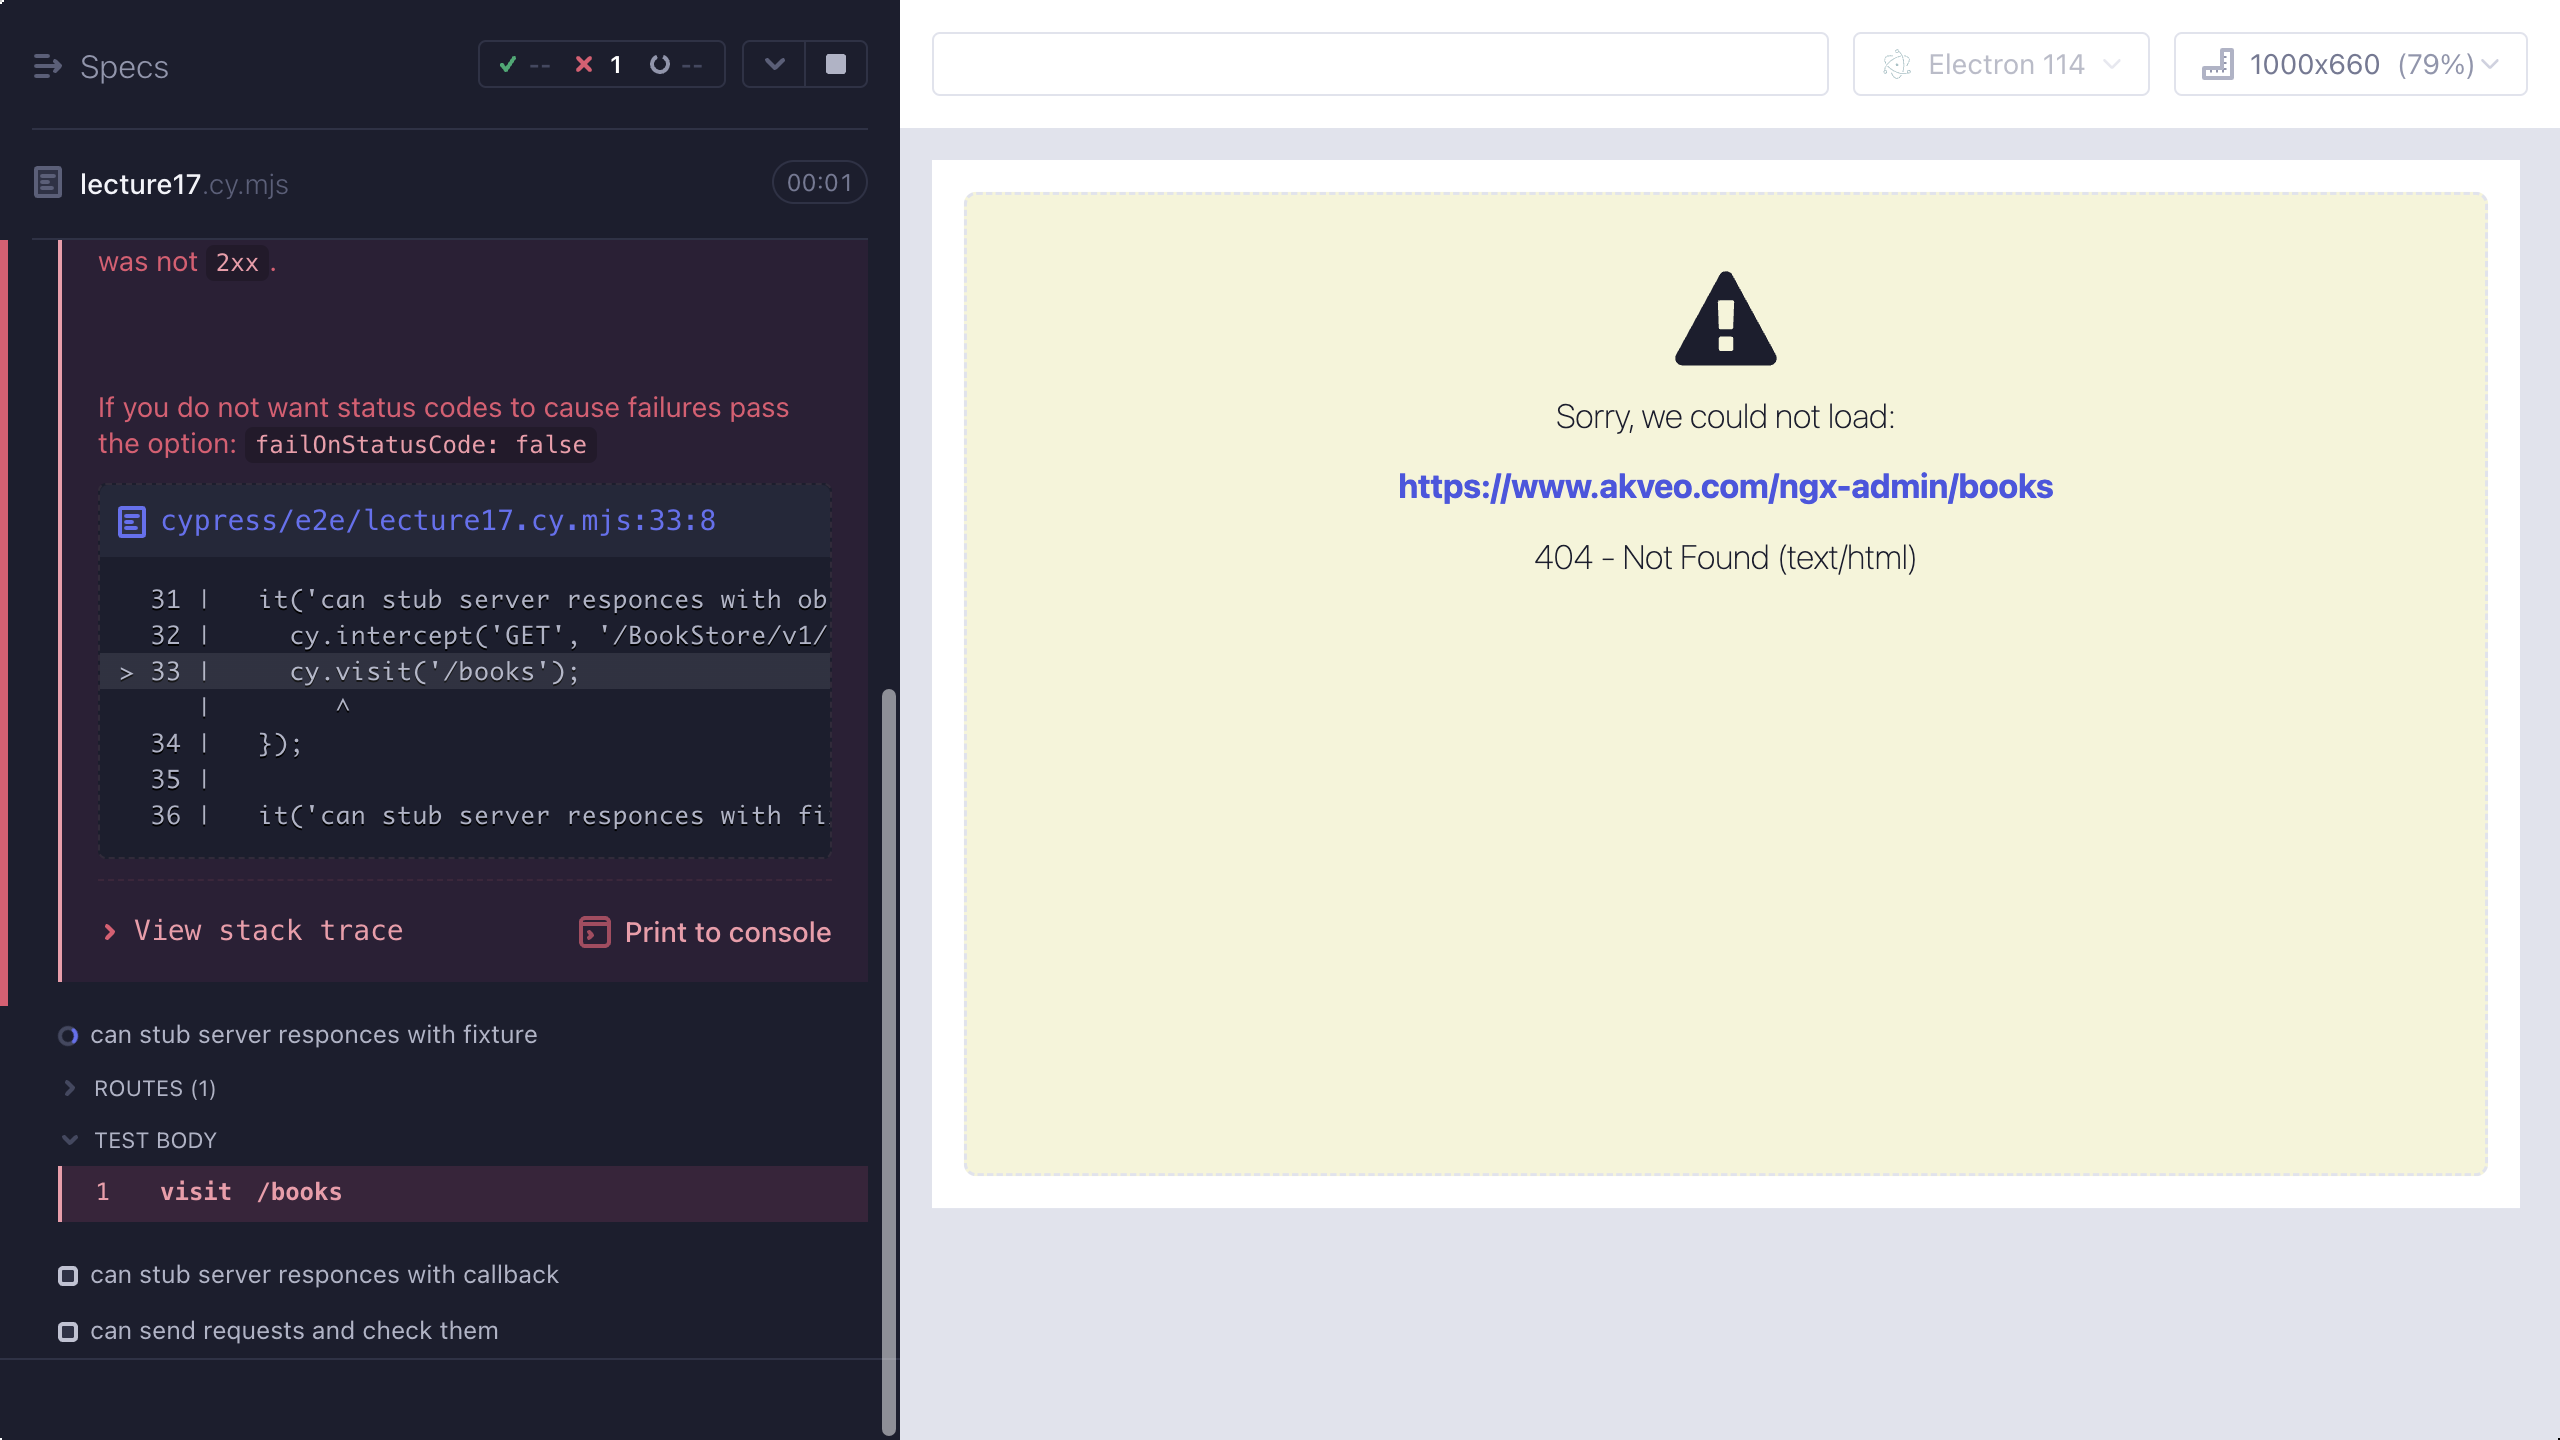 Specs
-- 1 --
lecture17.cy.mjs
00:01
was not 2xx.
If you do not want status codes to cause failures pass
the option: failOnStatusCode: false
cypress/e2e/lecture17.cy.mjs:33:8
31 |   it('can stub server responces with ob
32 |     cy.intercept('GET', '/BookStore/v1/
> 33 |     cy.visit('/books');
|        ^
34 |   });
35 |
36 |   it('can stub server responces with fi
View stack trace
Print to console
can stub server responces with fixture
ROUTES (1)
TEST BODY
1 visit /books
can stub server responces with callback
can send requests and check them
Electron 114
1000x660 (79%)
Sorry, we could not load:
https://www.akveo.com/ngx-admin/books
404 - Not Found (text/html)